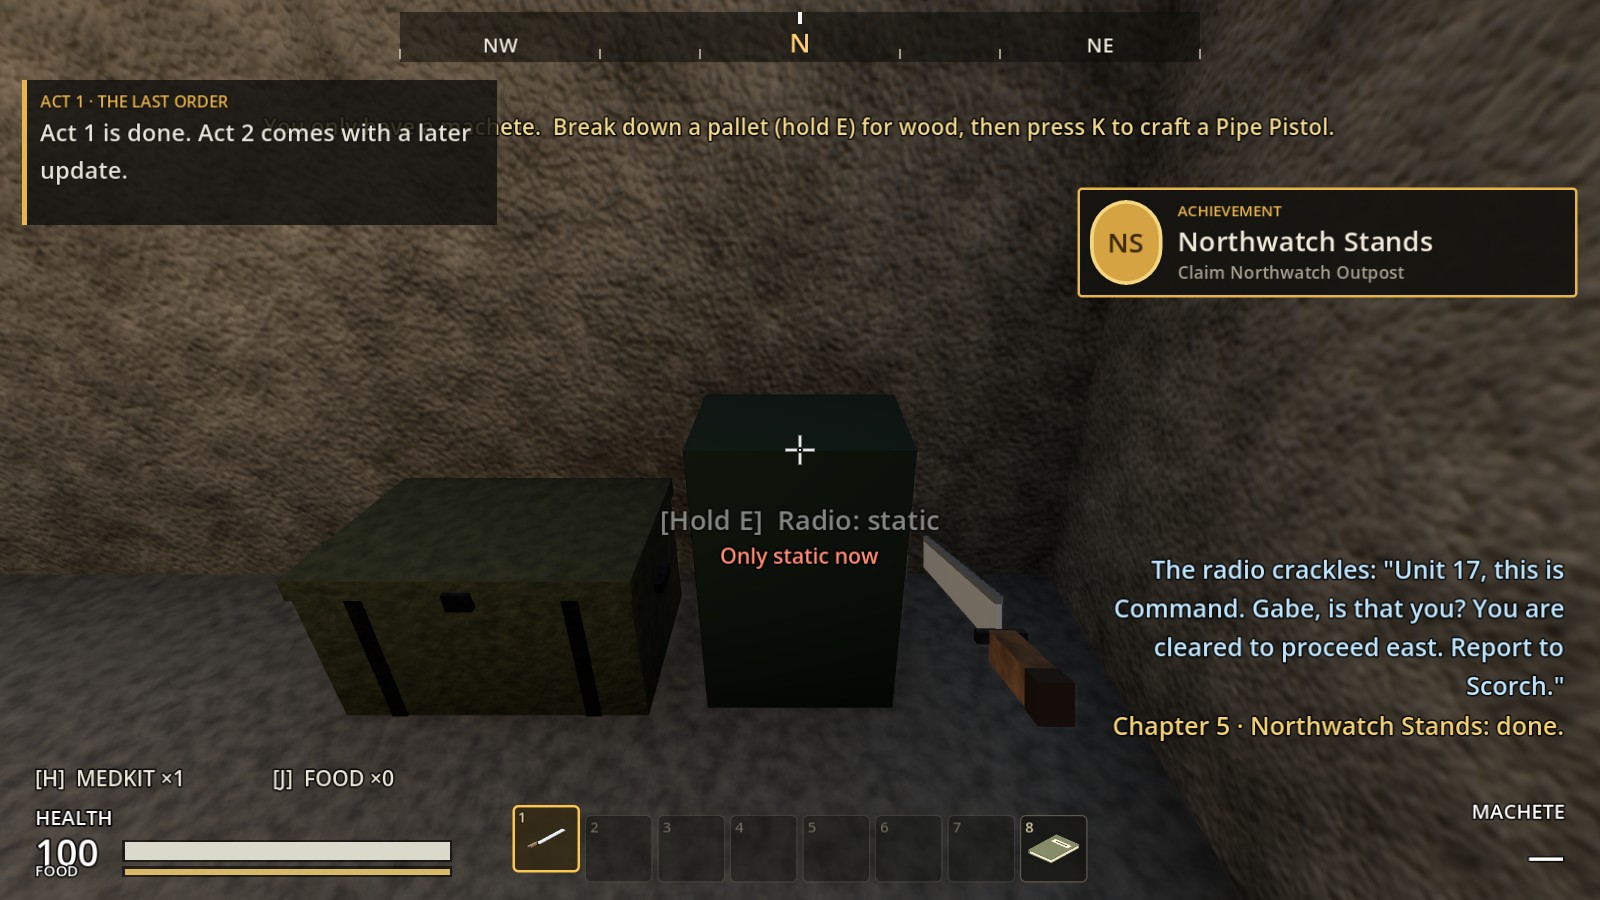 NW N NE
ACT 1 · THE LAST ORDER
Act 1 is done. Act 2 comes with a later
update.
You only have a machete. Break down a pallet (hold E) for wood, then press K to craft a Pipe Pistol.
NS
ACHIEVEMENT
Northwatch Stands
Claim Northwatch Outpost
[Hold E] Radio: static
Only static now
The radio crackles: "Unit 17, this is
Command. Gabe, is that you? You are
cleared to proceed east. Report to
Scorch."
Chapter 5 · Northwatch Stands: done.
[H] MEDKIT ×1
[J] FOOD ×0
HEALTH
100
FOOD
1 2 3 4 5 6 7 8
MACHETE